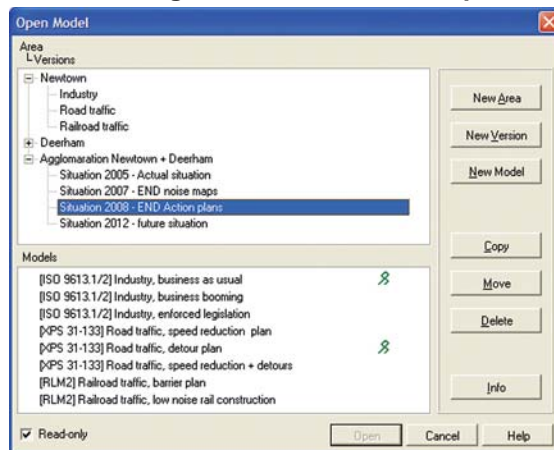 Open Model
Area
Versions
Newtown
Industry
Road traffic
Railroad traffic
Deerham
Agglomaration Newtown + Deerham
Situation 2005 - Actual situation
Situation 2007 - END noise maps
Situation 2008 - END Action plans
Situation 2012 - future situation
New Area
New Version
New Model
Copy
Move
Delete
Info
Models
[ISO 9613.1/2] Industry, business as usual
[ISO 9613.1/2] Industry, business booming
[ISO 9613.1/2] Industry, enforced legislation
[XPS 31-133] Road traffic, speed reduction plan
[XPS 31-133] Road traffic, detour plan
[XPS 31-133] Road traffic, speed reduction + detours
[RLM2] Railroad traffic, barrier plan
[RLM2] Railroad traffic, low noise rail construction
Read-only
Open
Cancel
Help